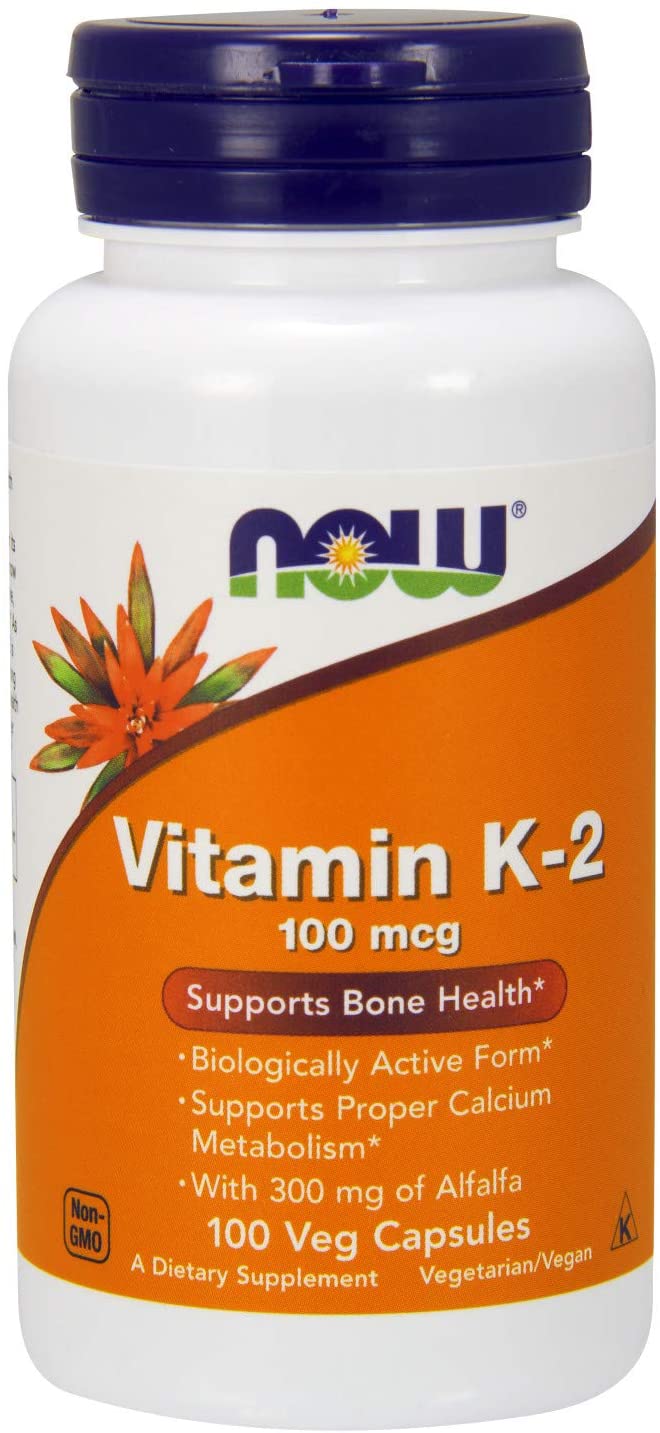 NOW®
Vitamin K-2
100 mcg
Supports Bone Health*
•Biologically Active Form*
•Supports Proper Calcium
Metabolism*
•With 300 mg of Alfalfa
100 Veg Capsules
Non-
GMO
K
A Dietary Supplement
Vegetarian/Vegan